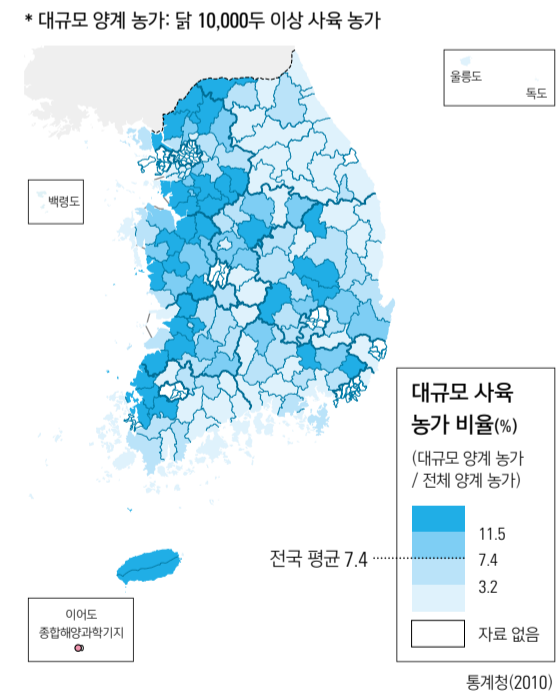 * 대규모 양계 농가: 닭 10,000두 이상 사육 농가
울릉도
독도
백령도
대규모 사육
농가 비율(%)
(대규모 양계 농가
/ 전체 양계 농가)
11.5
전국 평균 7.4
7.4
3.2
자료 없음
이어도
종합해양과학기지
통계청(2010)